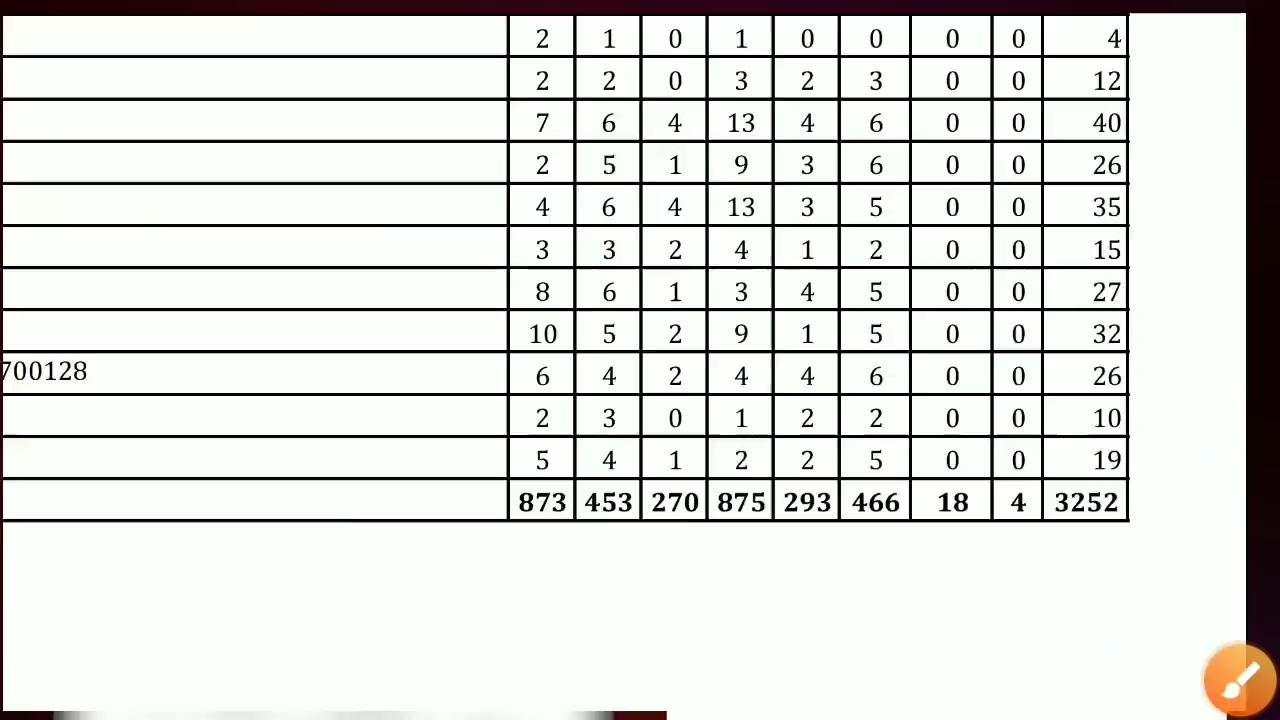 2 1 0 1 0 0 0 0 4
2 2 0 3 2 3 0 0 12
7 6 4 13 4 6 0 0 40
2 5 1 9 3 6 0 0 26
4 6 4 13 3 5 0 0 35
3 3 2 4 1 2 0 0 15
8 6 1 3 4 5 0 0 27
10 5 2 9 1 5 0 0 32
700128 6 4 2 4 4 6 0 0 26
2 3 0 1 2 2 0 0 10
5 4 1 2 2 5 0 0 19
873 453 270 875 293 466 18 4 3252